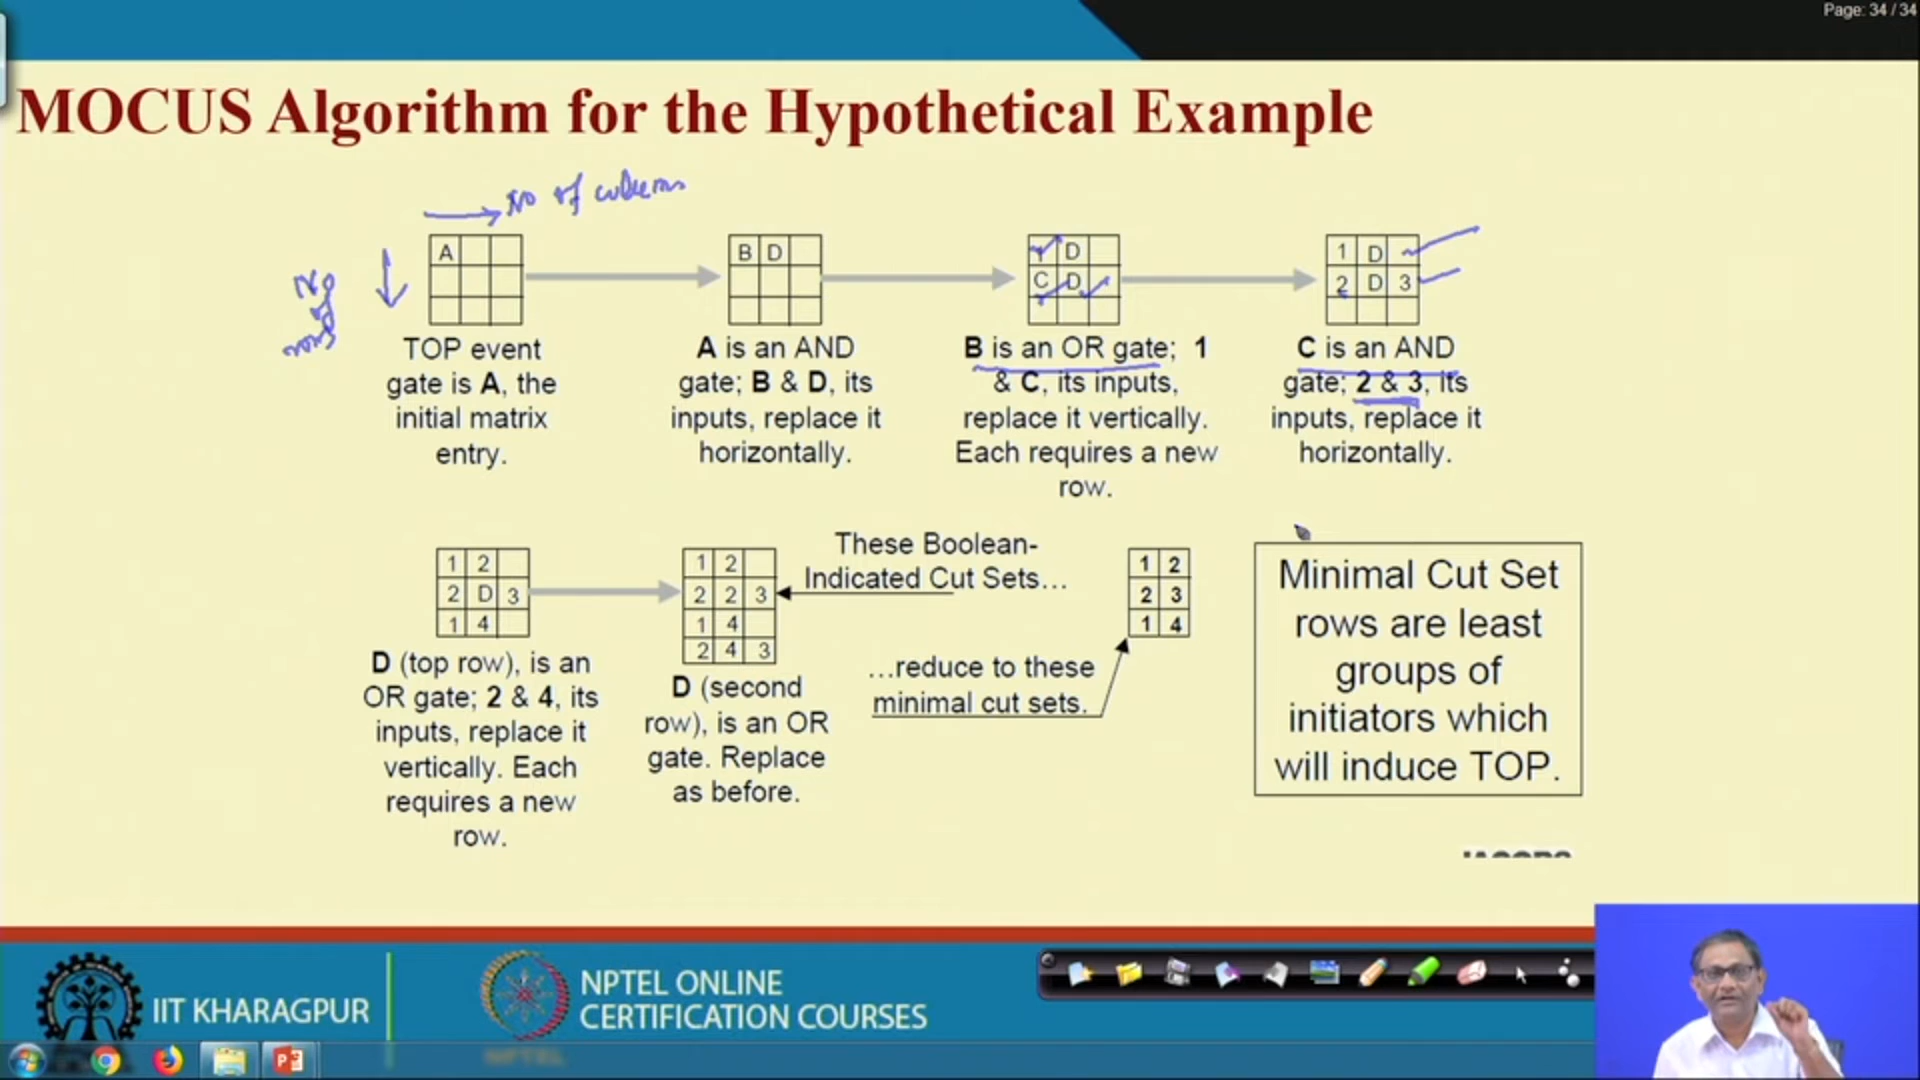 Page: 34 / 34
MOCUS Algorithm for the Hypothetical Example
No of column
No
of
rows
A
B D
1 D
C D
1 D
2 D 3
TOP event
gate is A, the
initial matrix
entry.
A is an AND
gate; B & D, its
inputs, replace it
horizontally.
B is an OR gate; 1
& C, its inputs,
replace it vertically.
Each requires a new
row.
C is an AND
gate; 2 & 3, its
inputs, replace it
horizontally.
1 2
2 D 3
1 4
D (top row), is an
OR gate; 2 & 4, its
inputs, replace it
vertically. Each
requires a new
row.
1 2
2 2 3
1 4
2 4 3
D (second
row), is an OR
gate. Replace
as before.
These Boolean-
Indicated Cut Sets...
...reduce to these
minimal cut sets.
1 2
2 3
1 4
Minimal Cut Set
rows are least
groups of
initiators which
will induce TOP.
IIT KHARAGPUR
NPTEL ONLINE
CERTIFICATION COURSES